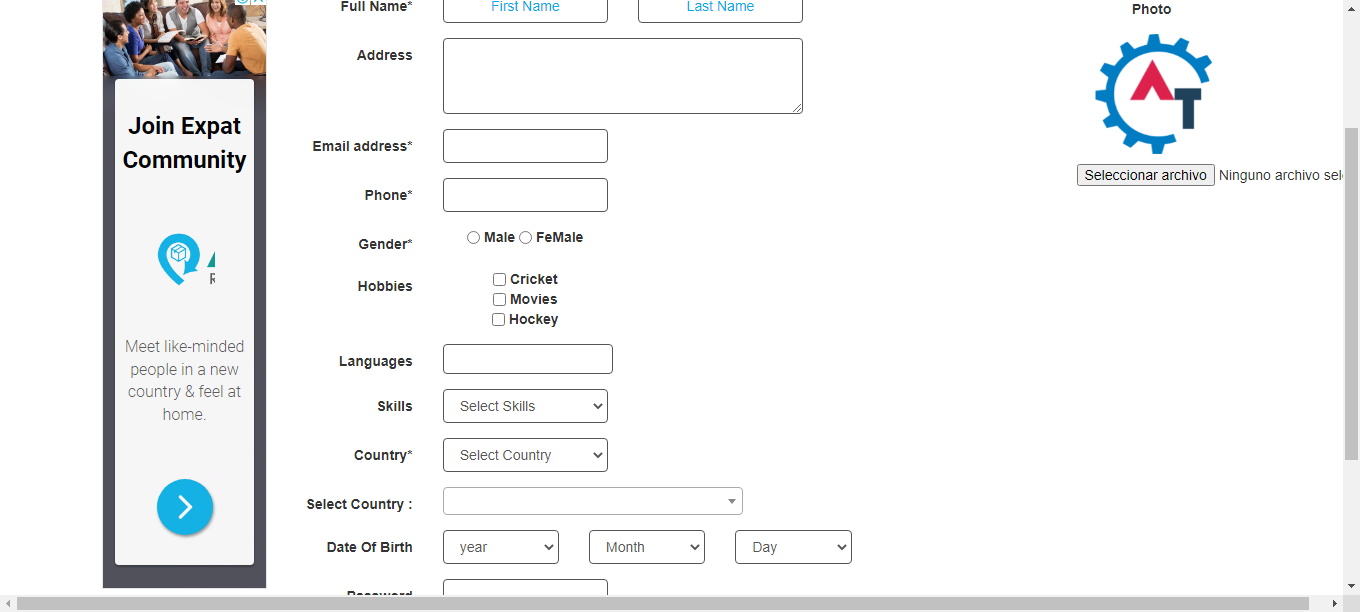 Full Name*
First Name
Last Name
Photo
Address
Join Expat
Community
Email address*
Seleccionar archivo
Ninguno archivo sel
Phone*
Gender*
Male
FeMale
Hobbies
Cricket
Movies
Hockey
Meet like-minded
people in a new
country & feel at
home.
Languages
Skills
Select Skills
Country*
Select Country
Select Country :
Date Of Birth
year
Month
Day
Password
AT
R